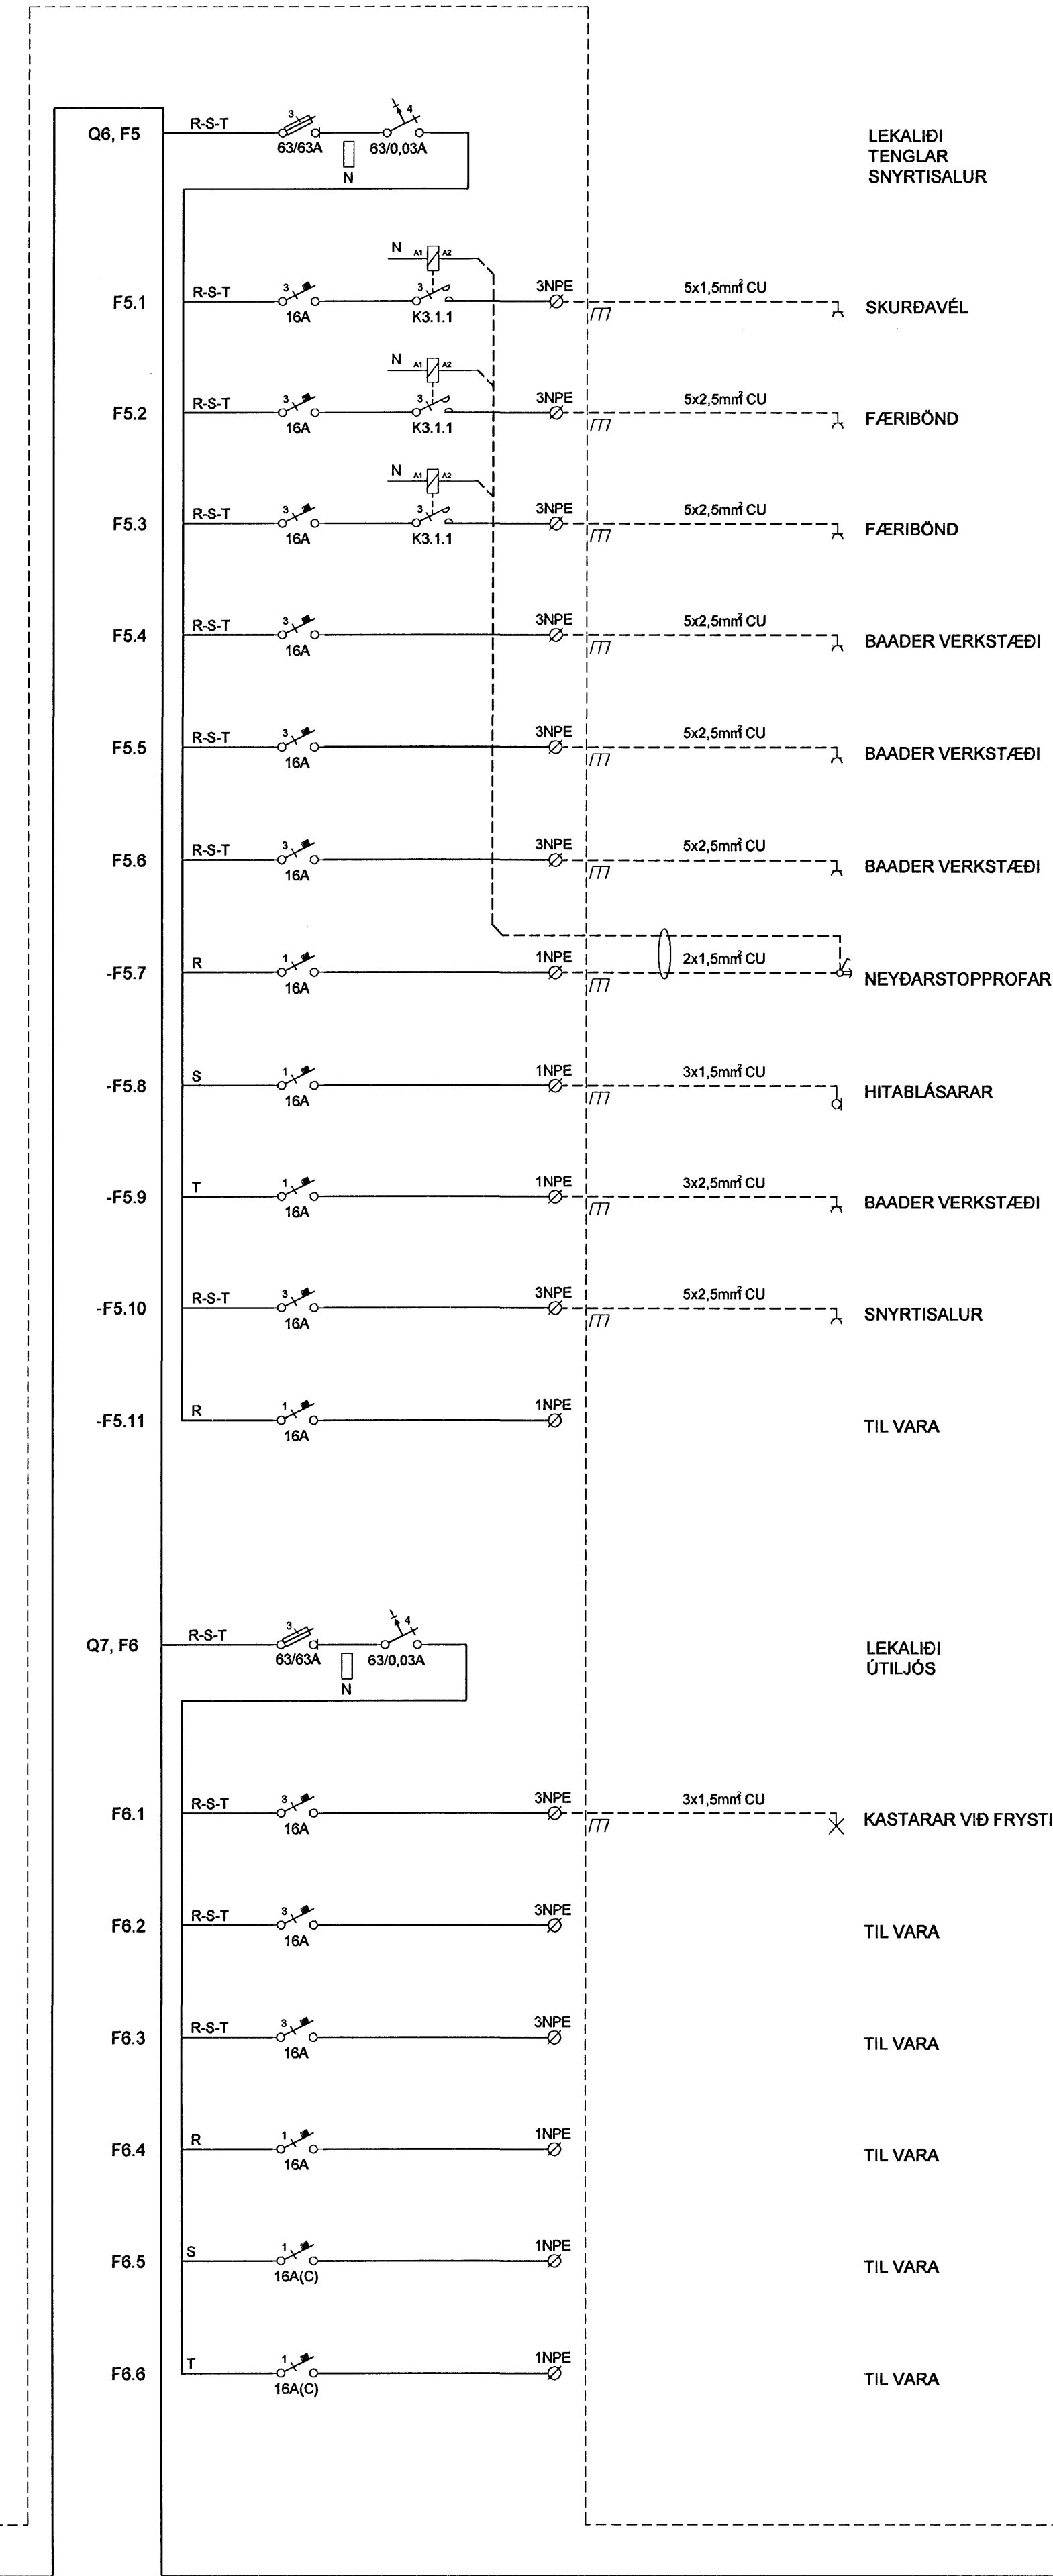 Q6, F5
R-S-T
3
63/63A
N
4
63/0,03A
LEKALIÐI
TENGLAR
SNYRTISALUR
N A1 A2
F5.1 R-S-T 3 16A 3 K3.1.1 3NPE 5x1,5mm² CU SKURÐAVÉL
N A1 A2
F5.2 R-S-T 3 16A 3 K3.1.1 3NPE 5x2,5mm² CU FÆRIBÖND
N A1 A2
F5.3 R-S-T 3 16A 3 K3.1.1 3NPE 5x2,5mm² CU FÆRIBÖND
F5.4 R-S-T 3 16A 3NPE 5x2,5mm² CU BAADER VERKSTÆÐI
F5.5 R-S-T 3 16A 3NPE 5x2,5mm² CU BAADER VERKSTÆÐI
F5.6 R-S-T 3 16A 3NPE 5x2,5mm² CU BAADER VERKSTÆÐI
-F5.7 R 1 16A 1NPE 2x1,5mm² CU NEYÐARSTOPPROFAR
-F5.8 S 1 16A 1NPE 3x1,5mm² CU HITABLÁSARAR
-F5.9 T 1 16A 1NPE 3x2,5mm² CU BAADER VERKSTÆÐI
-F5.10 R-S-T 3 16A 3NPE 5x2,5mm² CU SNYRTISALUR
-F5.11 R 1 16A 1NPE TIL VARA
Q7, F6
R-S-T
3
63/63A
N
4
63/0,03A
LEKALIÐI
ÚTILJÓS
F6.1 R-S-T 3 16A 3NPE 3x1,5mm² CU KASTARAR VIÐ FRYSTI
F6.2 R-S-T 3 16A 3NPE TIL VARA
F6.3 R-S-T 3 16A 3NPE TIL VARA
F6.4 R 1 16A 1NPE TIL VARA
F6.5 S 1 16A(C) 1NPE TIL VARA
F6.6 T 1 16A(C) 1NPE TIL VARA